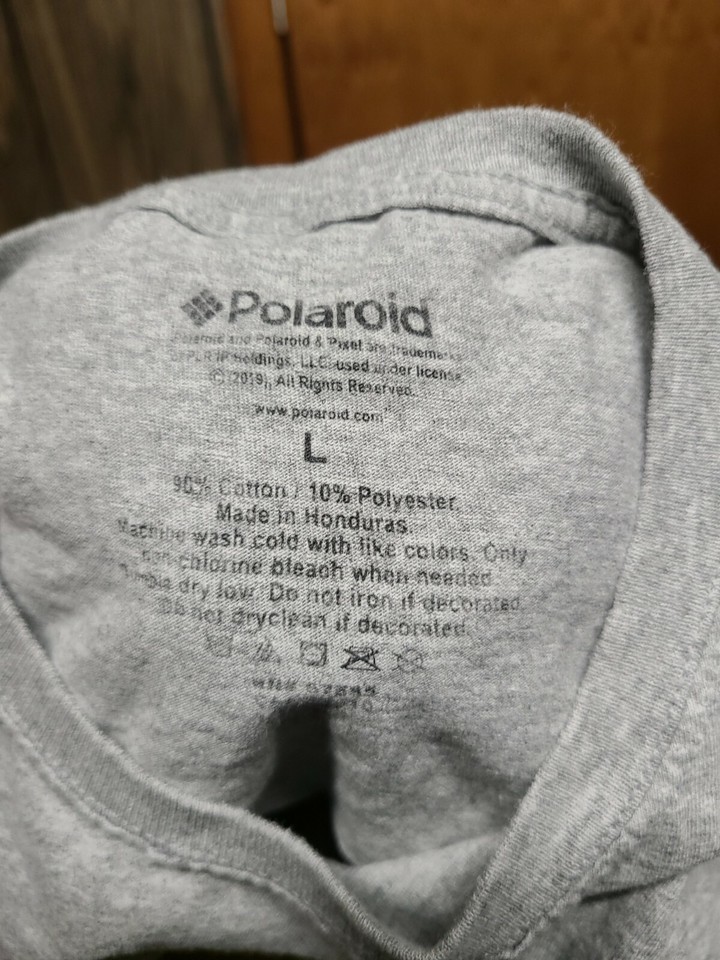 Polaroid
Polaroid and Polaroid & Pixel are trademarks
PLR IP Holdings, LLC, used under license.
© (2019), All Rights Reserved.
www.polaroid.com
L
90% Cotton / 10% Polyester.
Made in Honduras.
Machine wash cold with like colors. Only
non-chlorine bleach when needed.
Tumble dry low. Do not iron if decorated.
Do not dryclean if decorated.